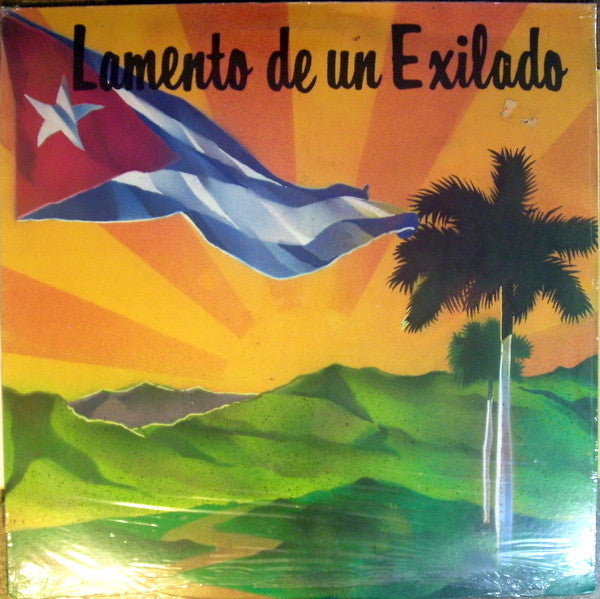 Lamento de un Exilado